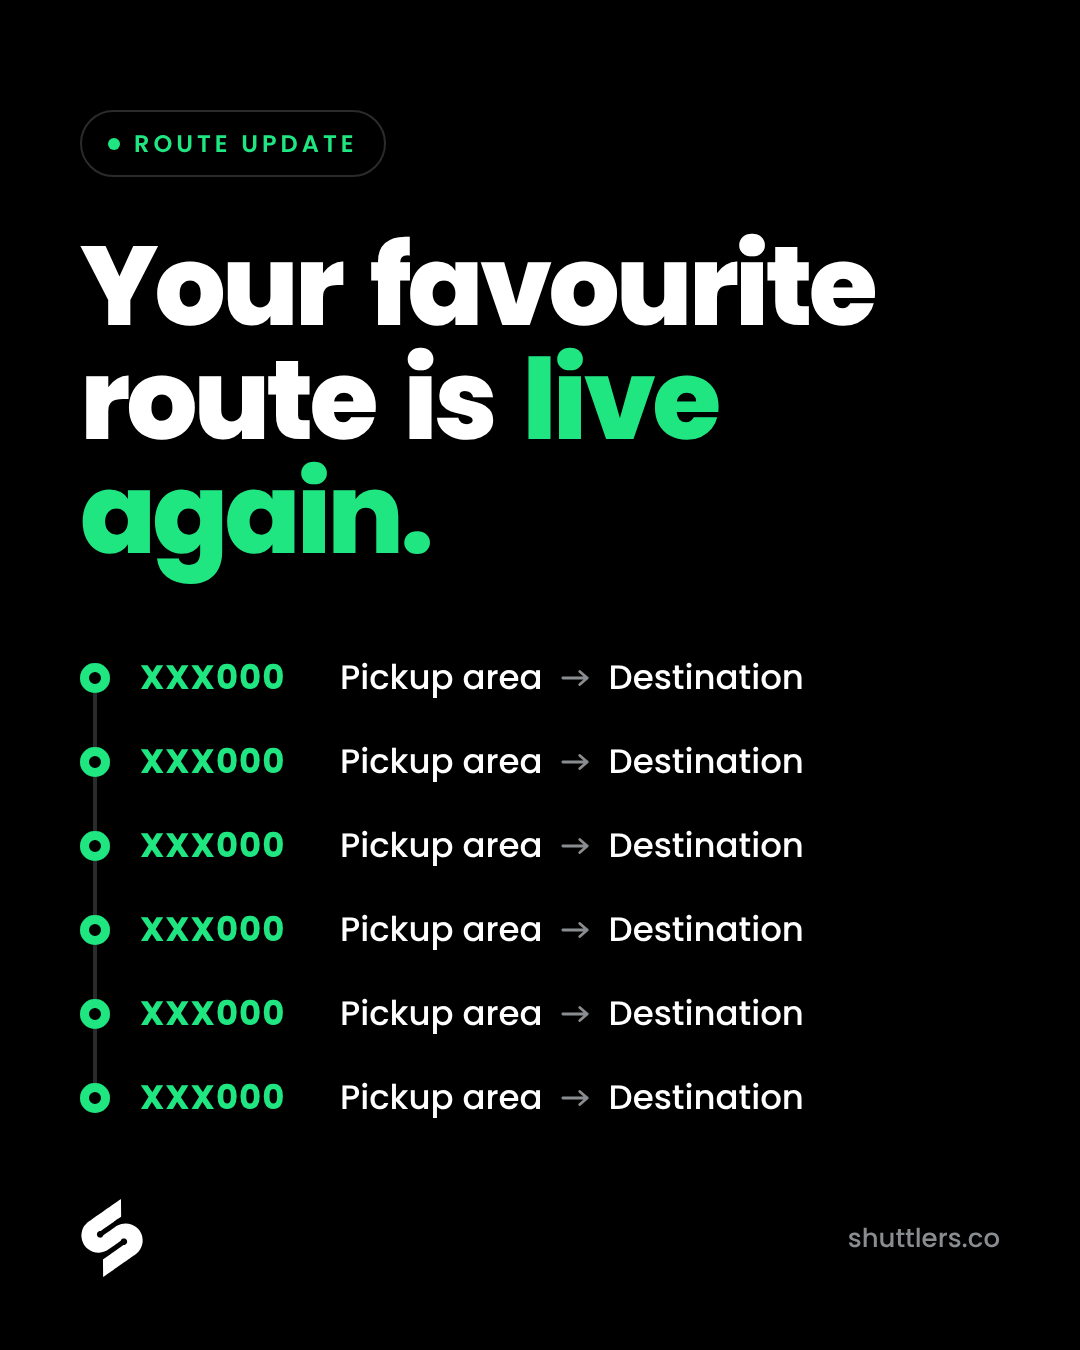 ROUTE UPDATE
Your favourite
route is live
again.
XXX000 Pickup area → Destination
XXX000 Pickup area → Destination
XXX000 Pickup area → Destination
XXX000 Pickup area → Destination
XXX000 Pickup area → Destination
XXX000 Pickup area → Destination
shuttlers.co